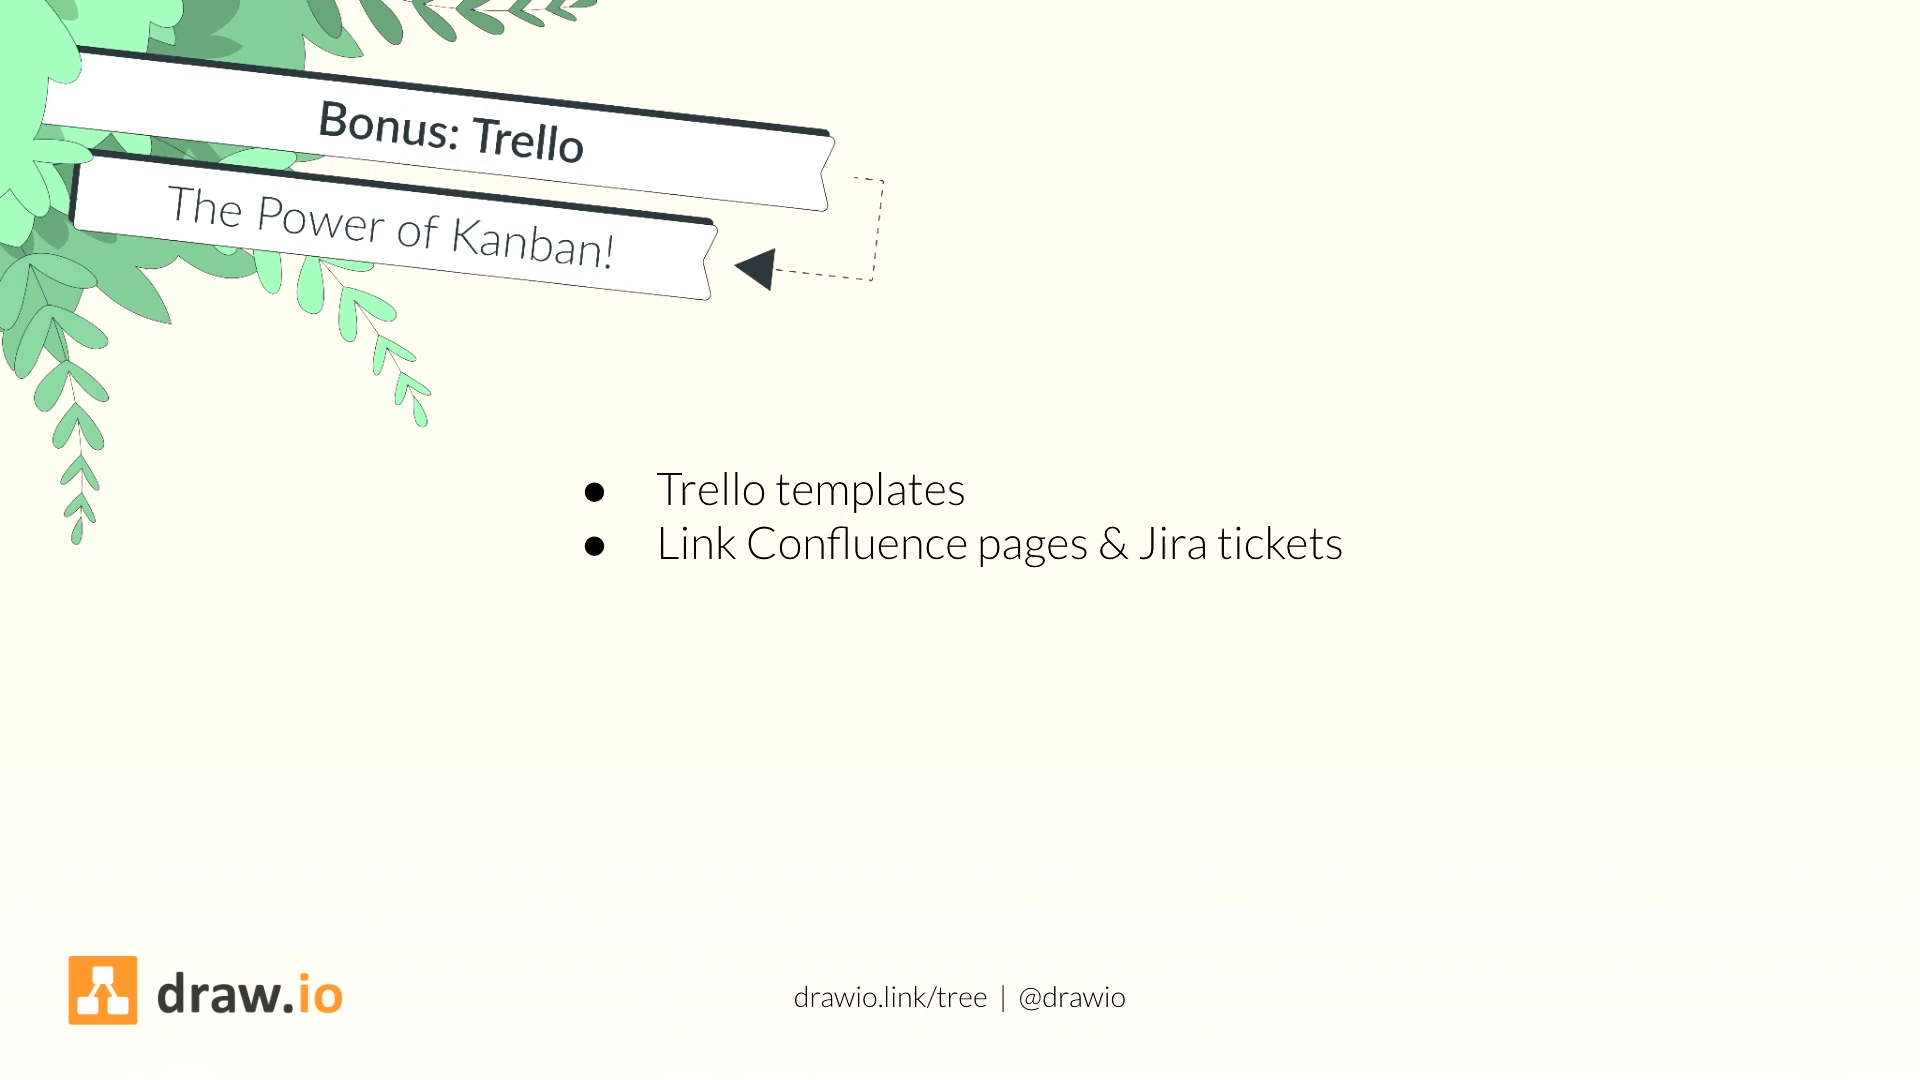 Bonus: Trello
The Power of Kanban!
● Trello templates
● Link Confluence pages & Jira tickets
draw.io
drawio.link/tree | @drawio